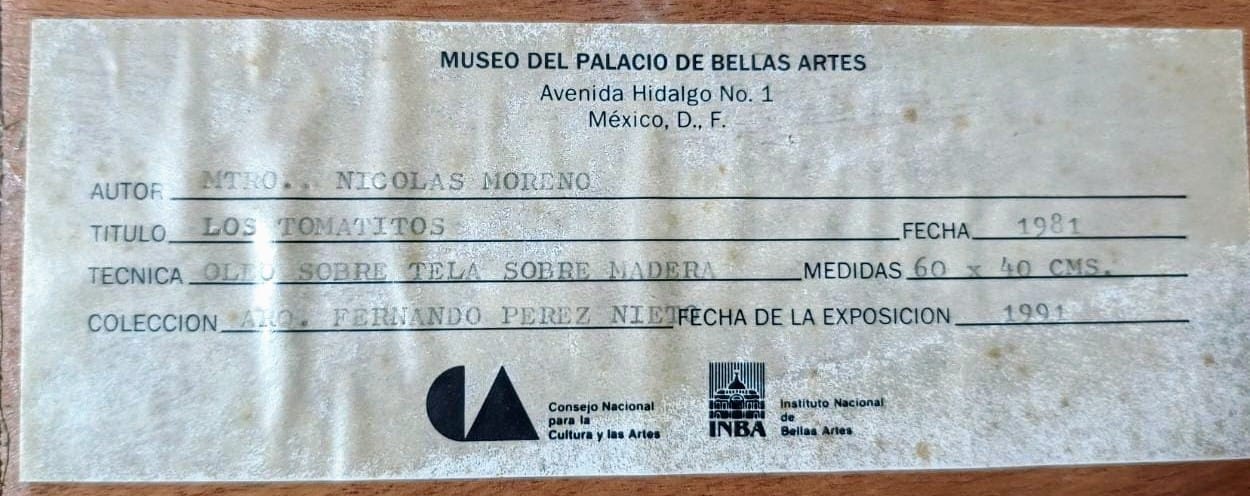 MUSEO DEL PALACIO DE BELLAS ARTES
Avenida Hidalgo No. 1
México, D., F.
AUTOR MTRO.. NICOLAS MORENO
TITULO LOS TOMATITOS FECHA 1981
TECNICA OLEO SOBRE TELA SOBRE MADERA MEDIDAS 60 x 40 CMS.
COLECCION ARQ. FERNANDO PEREZ NIETO FECHA DE LA EXPOSICION 1991
CA
Consejo Nacional
para la
Cultura y las Artes
INBA
Instituto Nacional
de
Bellas Artes